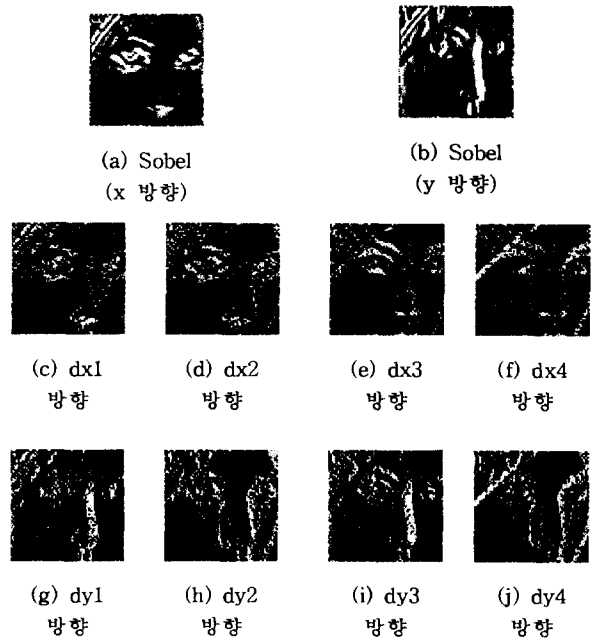 (a) Sobel
(x 방향)
(b) Sobel
(y 방향)
(c) dx1
방향
(d) dx2
방향
(e) dx3
방향
(f) dx4
방향
(g) dy1
방향
(h) dy2
방향
(i) dy3
방향
(j) dy4
방향